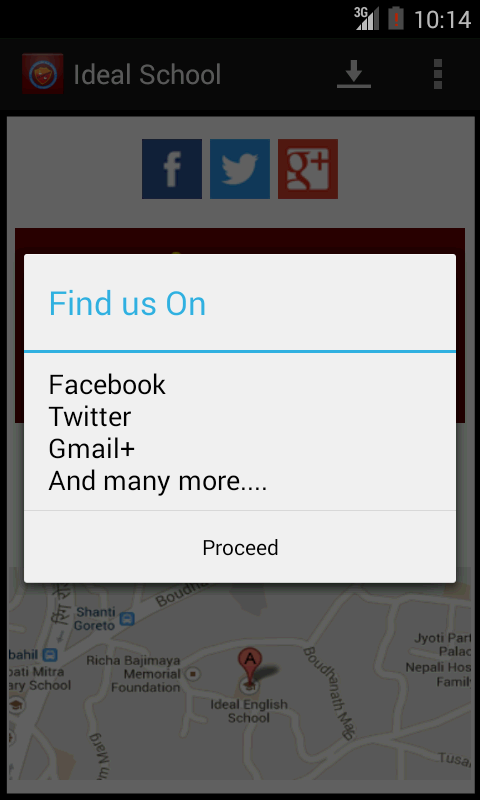 3G 10:14
Ideal School
f g+
Find us On
Facebook
Twitter
Gmail+
And many more....
Proceed
रिंग रोड
Boudha
Shanti
Goreto
bahil
pati Mitra
ary School
Richa Bajimaya
Memorial
Foundation
A
Ideal English
School
Boudhanath Mar
Jyoti Part
Palac
Nepali Hos
Famil
Marg
Tusa